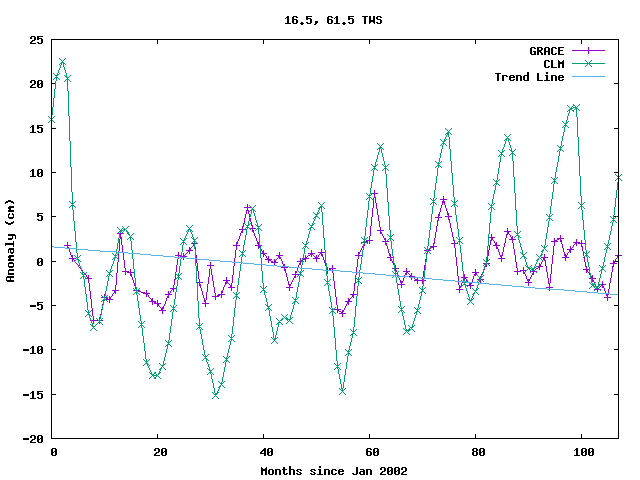 16.5, 61.5 TWS
GRACE
CLM
Trend Line
25
20
15
10
5
0
-5
-10
-15
-20
Anomaly (cm)
0 20 40 60 80 100
Months since Jan 2002